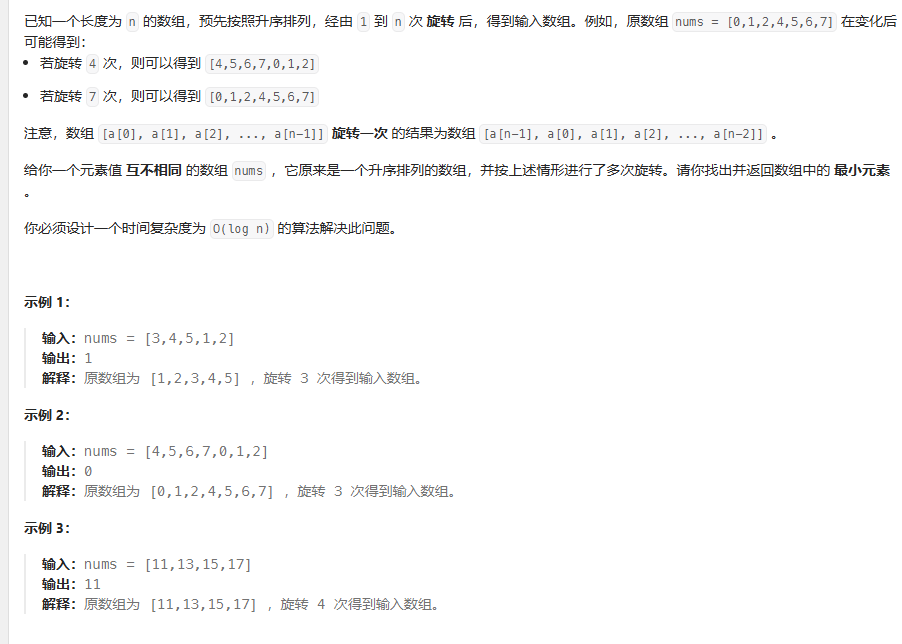 已知一个长度为 n 的数组，预先按照升序排列，经由 1 到 n 次 旋转 后，得到输入数组。例如，原数组 nums = [0,1,2,4,5,6,7] 在变化后
可能得到：
• 若旋转 4 次，则可以得到 [4,5,6,7,0,1,2]
• 若旋转 7 次，则可以得到 [0,1,2,4,5,6,7]
注意，数组 [a[0], a[1], a[2], ..., a[n-1]] 旋转一次 的结果为数组 [a[n-1], a[0], a[1], a[2], ..., a[n-2]] 。
给你一个元素值 互不相同 的数组 nums ，它原来是一个升序排列的数组，并按上述情形进行了多次旋转。请你找出并返回数组中的 最小元素
。
你必须设计一个时间复杂度为 O(log n) 的算法解决此问题。
示例 1：
输入：nums = [3,4,5,1,2]
输出：1
解释：原数组为 [1,2,3,4,5] ，旋转 3 次得到输入数组。
示例 2：
输入：nums = [4,5,6,7,0,1,2]
输出：0
解释：原数组为 [0,1,2,4,5,6,7] ，旋转 3 次得到输入数组。
示例 3：
输入：nums = [11,13,15,17]
输出：11
解释：原数组为 [11,13,15,17] ，旋转 4 次得到输入数组。